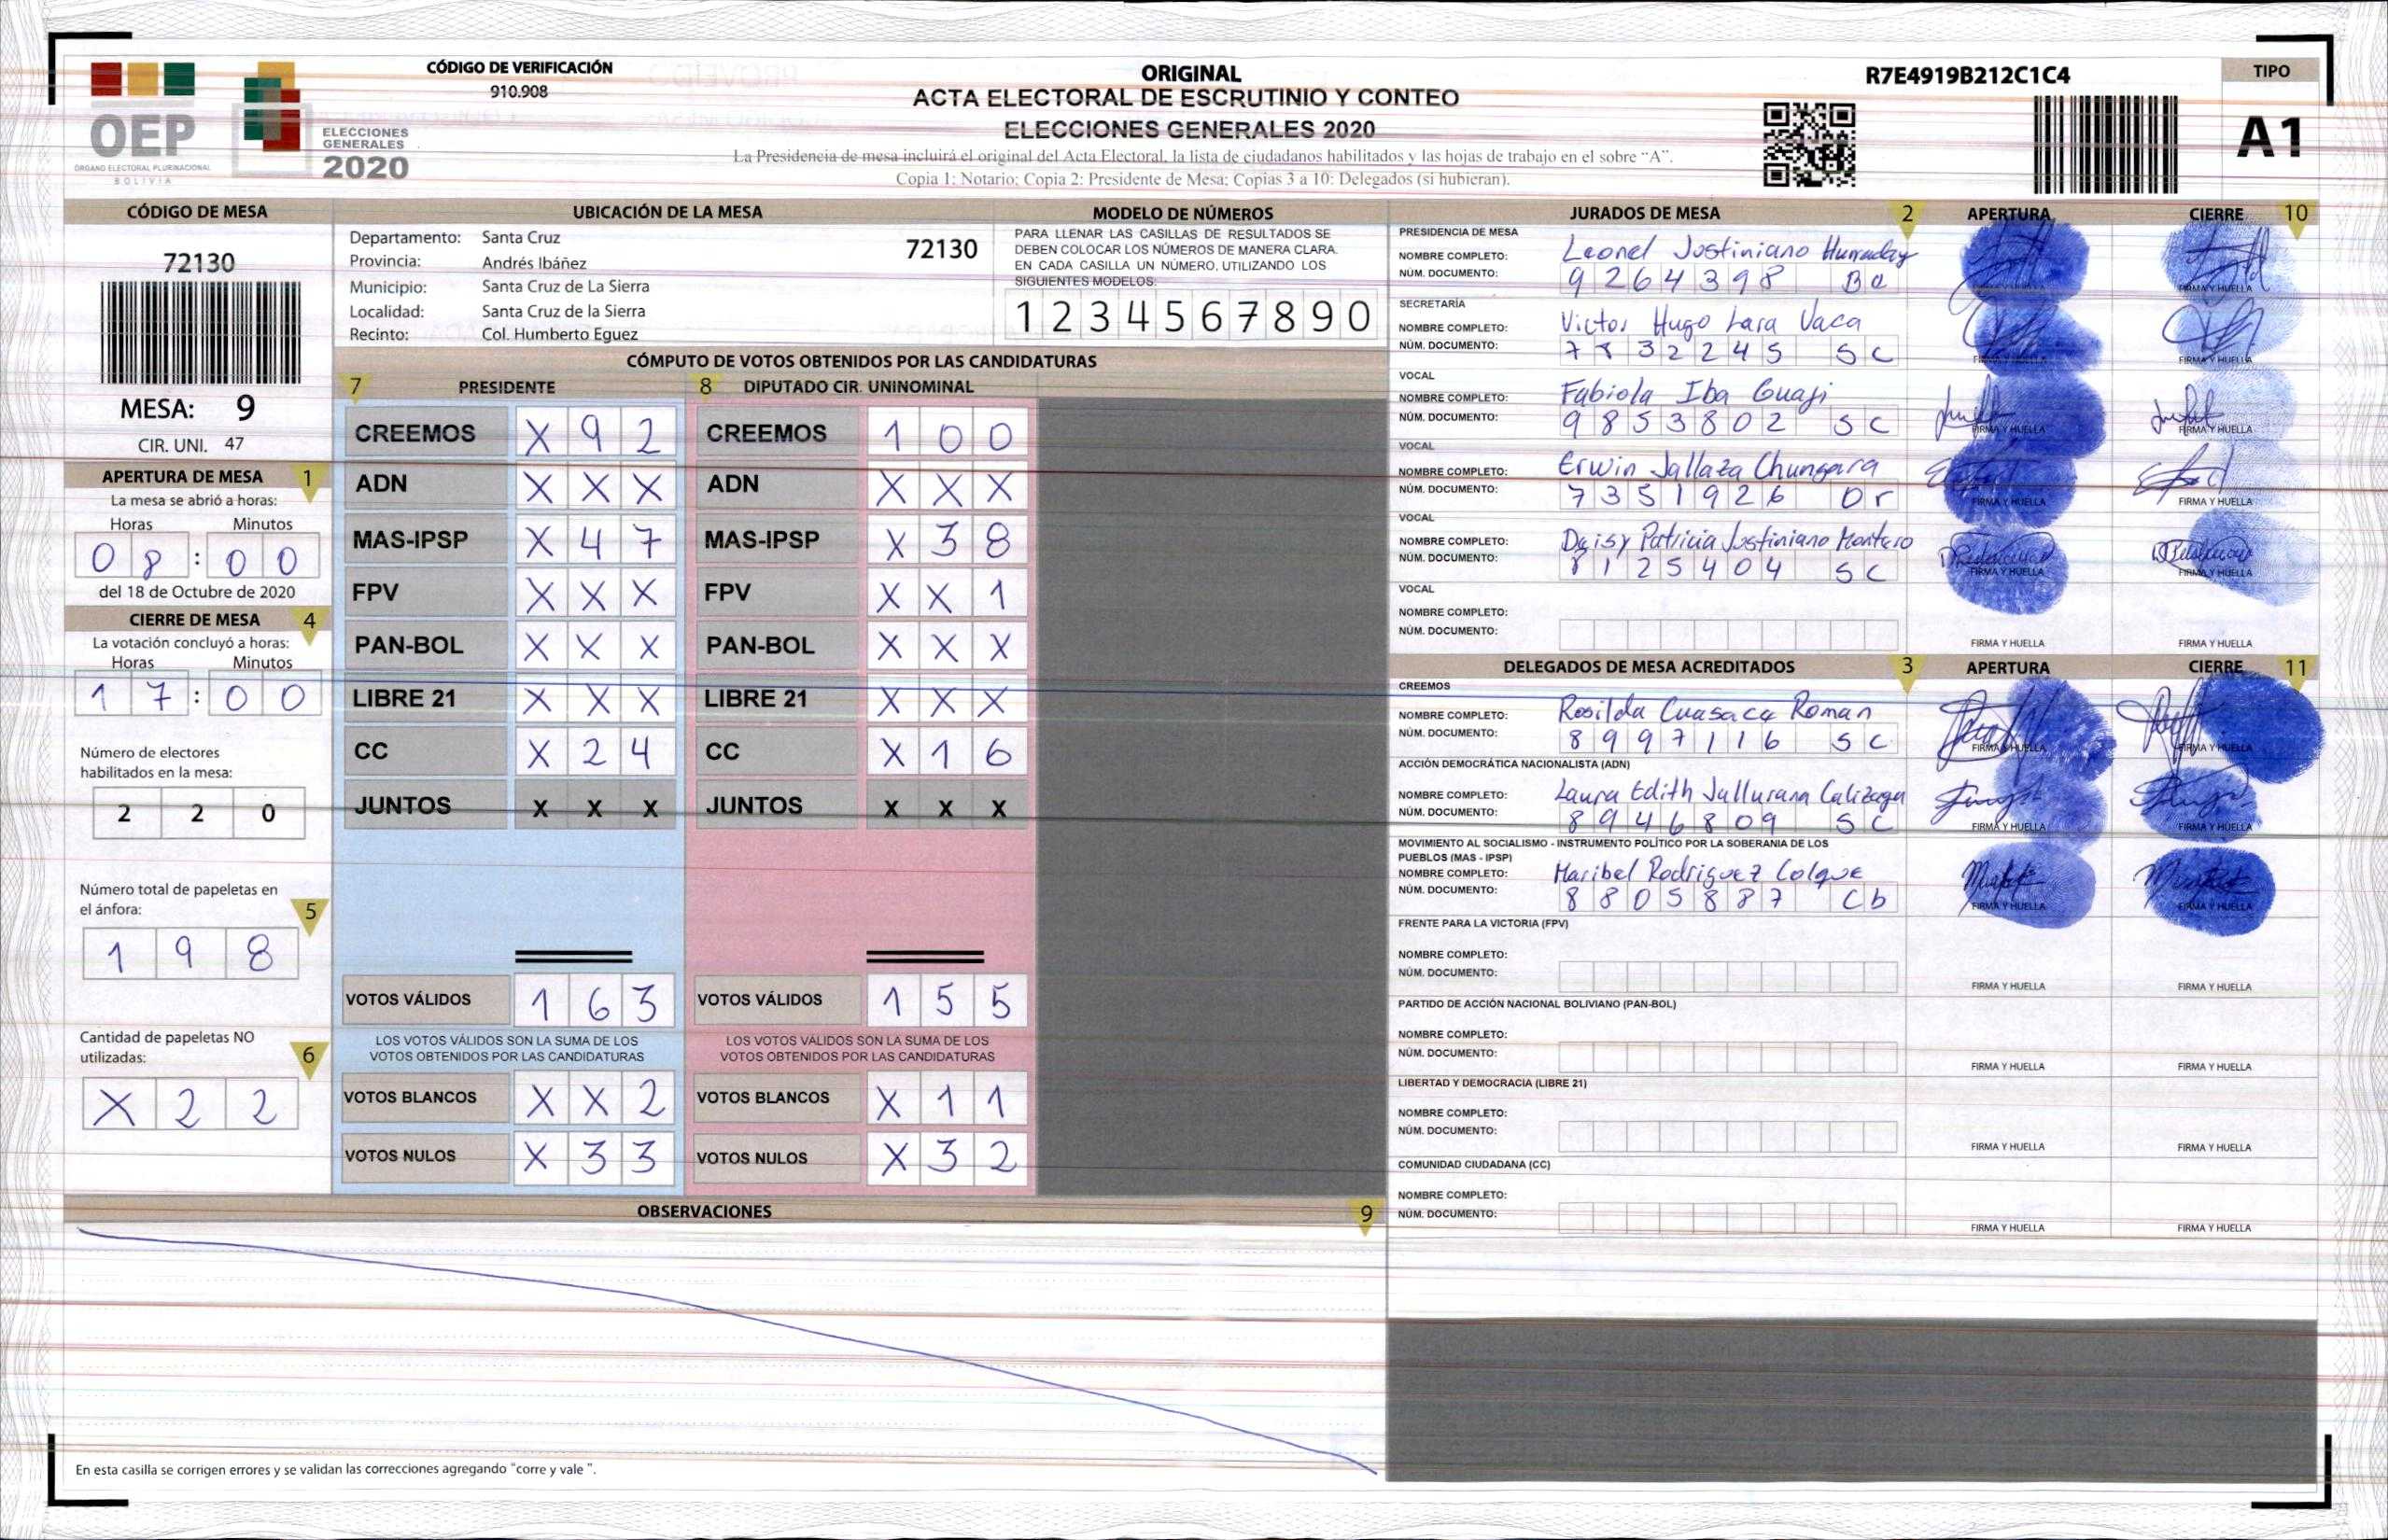 CÓDIGO DE VERIFICACIÓN
910.908
OEP
ÓRGANO ELECTORAL PLURINACIONAL
BOLIVIA
ELECCIONES
GENERALES
2020
ORIGINAL
ACTA ELECTORAL DE ESCRUTINIO Y CONTEO
ELECCIONES GENERALES 2020
La Presidencia de mesa incluirá el original del Acta Electoral, la lista de ciudadanos habilitados y las hojas de trabajo en el sobre "A".
Copia 1: Notario; Copia 2: Presidente de Mesa; Copias 3 a 10: Delegados (si hubieran).
R7E4919B212C1C4
TIPO
A1
CÓDIGO DE MESA
72130
MESA: 9
CIR. UNI. 47
APERTURA DE MESA 1
La mesa se abrió a horas:
Horas Minutos
08:00
del 18 de Octubre de 2020
CIERRE DE MESA 4
La votación concluyó a horas:
Horas Minutos
17:00
Número de electores
habilitados en la mesa:
2 2 0
Número total de papeletas en
el ánfora: 5
1 9 8
Cantidad de papeletas NO
utilizadas: 6
X 2 2
UBICACIÓN DE LA MESA
Departamento: Santa Cruz 72130
Provincia: Andrés Ibáñez
Municipio: Santa Cruz de La Sierra
Localidad: Santa Cruz de la Sierra
Recinto: Col. Humberto Eguez
MODELO DE NÚMEROS
PARA LLENAR LAS CASILLAS DE RESULTADOS SE
DEBEN COLOCAR LOS NÚMEROS DE MANERA CLARA.
EN CADA CASILLA UN NÚMERO, UTILIZANDO LOS
SIGUIENTES MODELOS:
1 2 3 4 5 6 7 8 9 0
CÓMPUTO DE VOTOS OBTENIDOS POR LAS CANDIDATURAS
7 PRESIDENTE 8 DIPUTADO CIR. UNINOMINAL
CREEMOS X 9 2 CREEMOS 1 0 0
ADN X X X ADN X X X
MAS-IPSP X 4 7 MAS-IPSP X 3 8
FPV X X X FPV X X 1
PAN-BOL X X X PAN-BOL X X X
LIBRE 21 X X X LIBRE 21 X X X
CC X 2 4 CC X 1 6
JUNTOS X X X JUNTOS X X X
VOTOS VÁLIDOS 1 6 3 VOTOS VÁLIDOS 1 5 5
LOS VOTOS VÁLIDOS SON LA SUMA DE LOS LOS VOTOS VÁLIDOS SON LA SUMA DE LOS
VOTOS OBTENIDOS POR LAS CANDIDATURAS VOTOS OBTENIDOS POR LAS CANDIDATURAS
VOTOS BLANCOS X X 2 VOTOS BLANCOS X 1 1
VOTOS NULOS X 3 3 VOTOS NULOS X 3 2
OBSERVACIONES 9
En esta casilla se corrigen errores y se validan las correcciones agregando "corre y vale ".
JURADOS DE MESA 2 APERTURA CIERRE 10
PRESIDENCIA DE MESA
NOMBRE COMPLETO: Leonel Justiniano
NÚM. DOCUMENTO: 9264398 FIRMA Y HUELLA
SECRETARÍA
NOMBRE COMPLETO: Victor Hugo Lara Vaca
NÚM. DOCUMENTO: 7832245 SC FIRMA Y HUELLA FIRMA Y HUELLA
VOCAL
NOMBRE COMPLETO: Fabiola Iba Guaji
NÚM. DOCUMENTO: 9853802 SC FIRMA Y HUELLA FIRMA Y HUELLA
VOCAL
NOMBRE COMPLETO: Erwin Jallaza Chungara
NÚM. DOCUMENTO: 7351926 Or FIRMA Y HUELLA FIRMA Y HUELLA
VOCAL
NOMBRE COMPLETO: Deisy Patricia Justiniano Montero
NÚM. DOCUMENTO: 8125404 SC FIRMA Y HUELLA FIRMA Y HUELLA
VOCAL
NOMBRE COMPLETO:
NÚM. DOCUMENTO: FIRMA Y HUELLA FIRMA Y HUELLA
DELEGADOS DE MESA ACREDITADOS 3 APERTURA CIERRE 11
CREEMOS
NOMBRE COMPLETO: Rosilda Cuasaca Roman
NÚM. DOCUMENTO: 8997116 SC FIRMA Y HUELLA FIRMA Y HUELLA
ACCIÓN DEMOCRÁTICA NACIONALISTA (ADN)
NOMBRE COMPLETO: Laura Edith
NÚM. DOCUMENTO: 8946809 SC FIRMA Y HUELLA FIRMA Y HUELLA
MOVIMIENTO AL SOCIALISMO - INSTRUMENTO POLÍTICO POR LA SOBERANIA DE LOS
PUEBLOS (MAS - IPSP)
NOMBRE COMPLETO: Maribel Rodriguez Colque
NÚM. DOCUMENTO: 8805887 Cb FIRMA Y HUELLA FIRMA Y HUELLA
FRENTE PARA LA VICTORIA (FPV)
NOMBRE COMPLETO:
NÚM. DOCUMENTO: FIRMA Y HUELLA FIRMA Y HUELLA
PARTIDO DE ACCIÓN NACIONAL BOLIVIANO (PAN-BOL)
NOMBRE COMPLETO:
NÚM. DOCUMENTO: FIRMA Y HUELLA FIRMA Y HUELLA
LIBERTAD Y DEMOCRACIA (LIBRE 21)
NOMBRE COMPLETO:
NÚM. DOCUMENTO: FIRMA Y HUELLA FIRMA Y HUELLA
COMUNIDAD CIUDADANA (CC)
NOMBRE COMPLETO:
NÚM. DOCUMENTO: FIRMA Y HUELLA FIRMA Y HUELLA